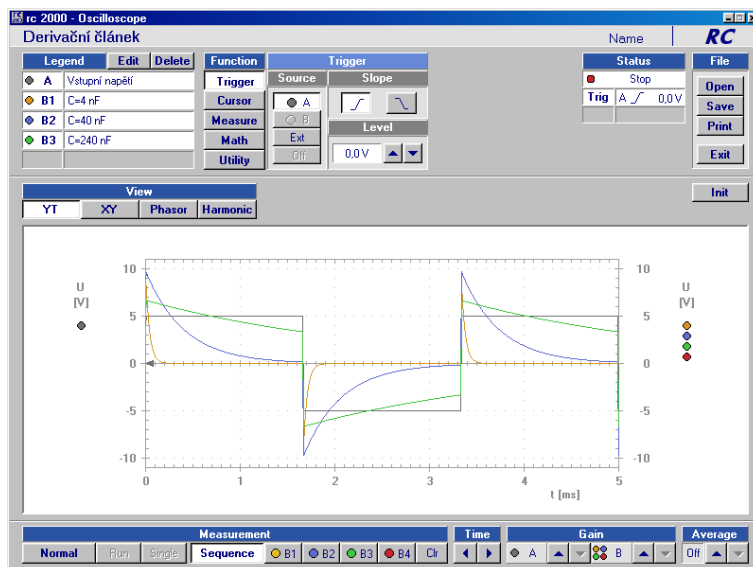 rc 2000 - Oscilloscope
Derivační článek
Name
RC
Legend Edit Delete
A Vstupní napětí
B1 C=4 nF
B2 C=40 nF
B3 C=240 nF
Function
Trigger
Cursor
Measure
Math
Utility
Trigger
Source Slope
A
B
Ext
Off
Level
0,0 V
Status
Stop
Trig A 0,0 V
File
Open
Save
Print
Exit
View
YT XY Phasor Harmonic
Init
U
[V]
10
5
0
-5
-10
0 1 2 3 4 5
t [ms]
10
5
0
-5
-10
U
[V]
Measurement
Normal Run Single Sequence B1 B2 B3 B4 Clr
Time
Gain
A B
Average
Off